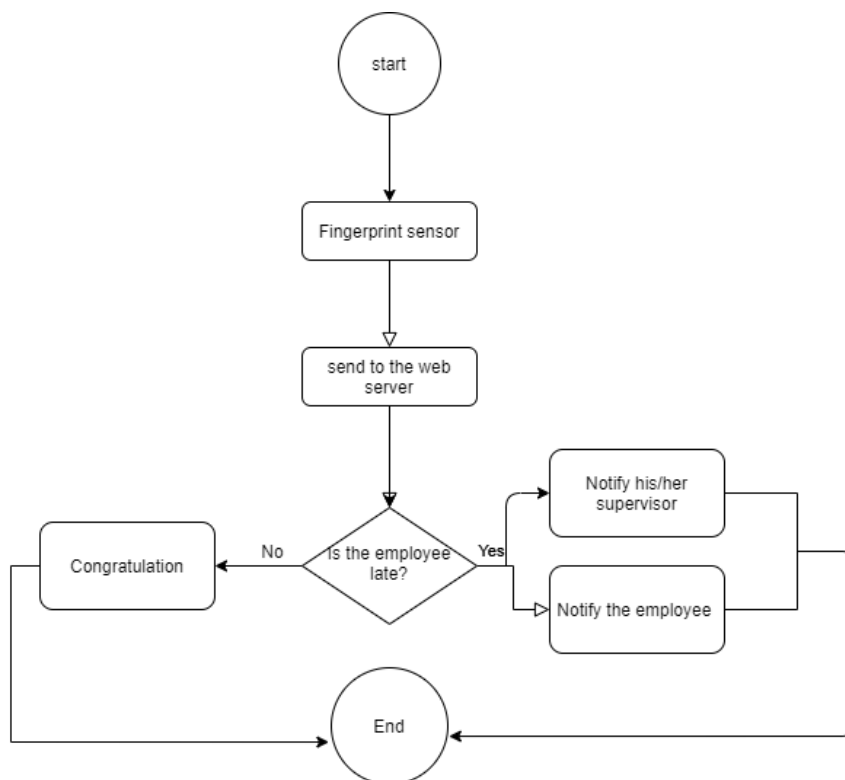 start
Fingerprint sensor
send to the web
server
Is the employee
late?
No
Yes
Congratulation
Notify his/her
supervisor
Notify the employee
End